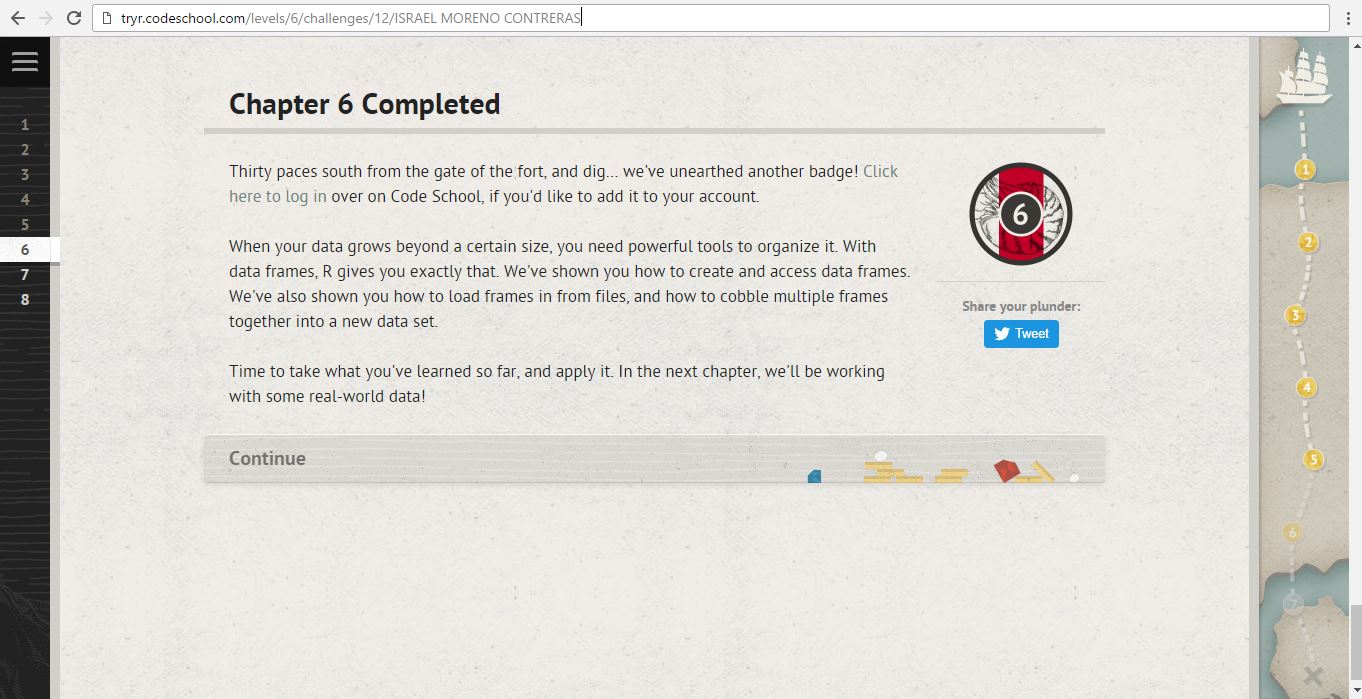 tryr.codeschool.com/levels/6/challenges/12/ISRAEL MORENO CONTRERAS
1
2
3
4
5
6
7
8
Chapter 6 Completed
Thirty paces south from the gate of the fort, and dig... we've unearthed another badge! Click
here to log in over on Code School, if you'd like to add it to your account.
When your data grows beyond a certain size, you need powerful tools to organize it. With
data frames, R gives you exactly that. We've shown you how to create and access data frames.
We've also shown you how to load frames in from files, and how to cobble multiple frames
together into a new data set.
Time to take what you've learned so far, and apply it. In the next chapter, we'll be working
with some real-world data!
Continue
6
Share your plunder:
Tweet
1
2
3
4
5
6
7